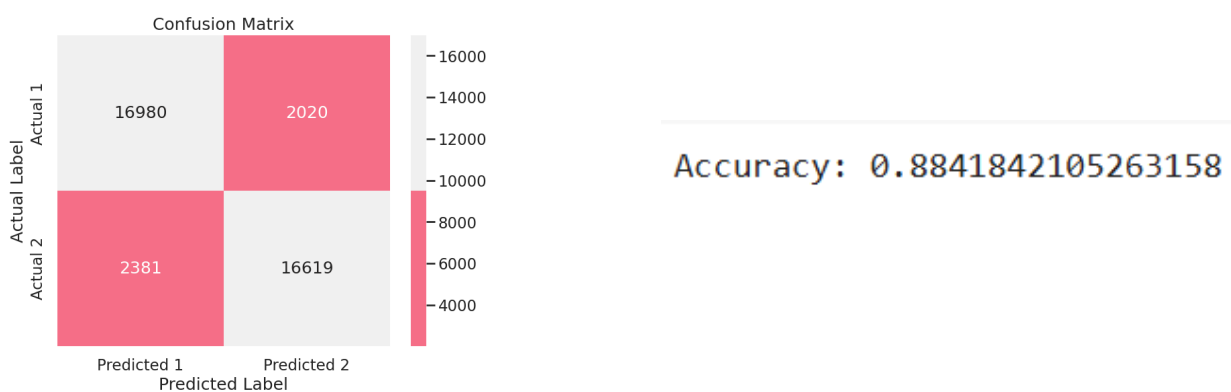 Confusion Matrix
Actual Label
Actual 1
16980
2020
Actual 2
2381
16619
Predicted 1
Predicted 2
Predicted Label
16000
14000
12000
10000
8000
6000
4000
Accuracy: 0.8841842105263158